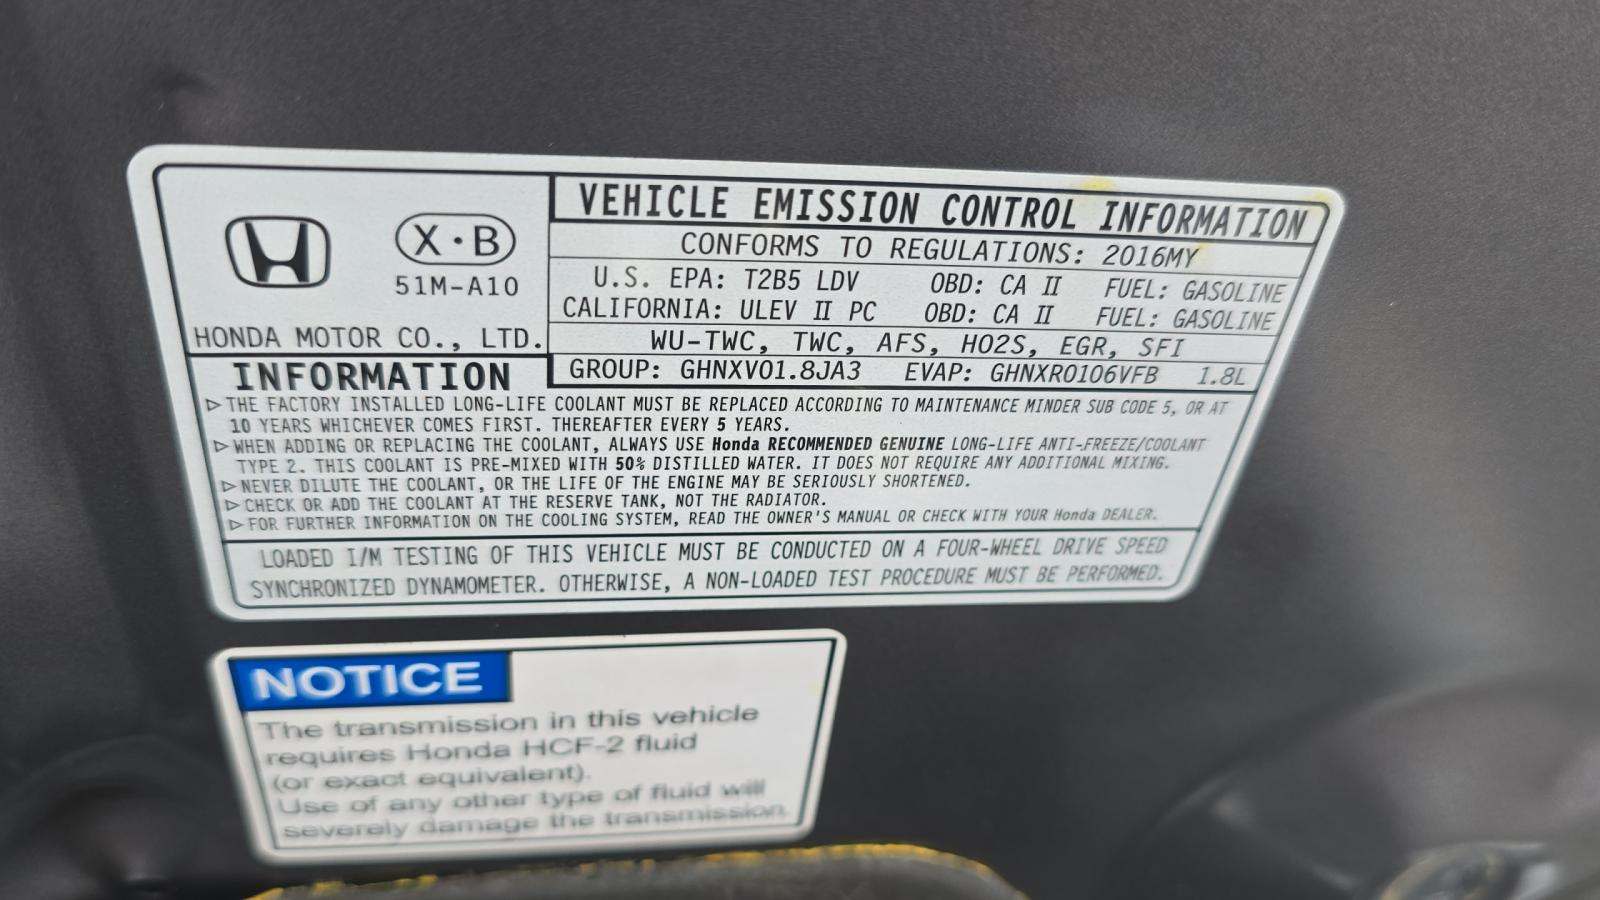 X·B
51M-A10
HONDA MOTOR CO., LTD.
VEHICLE EMISSION CONTROL INFORMATION
CONFORMS TO REGULATIONS: 2016MY
U.S. EPA: T2B5 LDV OBD: CA II FUEL: GASOLINE
CALIFORNIA: ULEV II PC OBD: CA II FUEL: GASOLINE
WU-TWC, TWC, AFS, HO2S, EGR, SFI
GROUP: GHNXV01.8JA3 EVAP: GHNXR0106VFB 1.8L
INFORMATION
▷THE FACTORY INSTALLED LONG-LIFE COOLANT MUST BE REPLACED ACCORDING TO MAINTENANCE MINDER SUB CODE 5, OR AT
10 YEARS WHICHEVER COMES FIRST. THEREAFTER EVERY 5 YEARS.
▷WHEN ADDING OR REPLACING THE COOLANT, ALWAYS USE Honda RECOMMENDED GENUINE LONG-LIFE ANTI-FREEZE/COOLANT
TYPE 2. THIS COOLANT IS PRE-MIXED WITH 50% DISTILLED WATER. IT DOES NOT REQUIRE ANY ADDITIONAL MIXING.
▷NEVER DILUTE THE COOLANT, OR THE LIFE OF THE ENGINE MAY BE SERIOUSLY SHORTENED.
▷CHECK OR ADD THE COOLANT AT THE RESERVE TANK, NOT THE RADIATOR.
▷FOR FURTHER INFORMATION ON THE COOLING SYSTEM, READ THE OWNER'S MANUAL OR CHECK WITH YOUR Honda DEALER.
LOADED I/M TESTING OF THIS VEHICLE MUST BE CONDUCTED ON A FOUR-WHEEL DRIVE SPEED
SYNCHRONIZED DYNAMOMETER. OTHERWISE, A NON-LOADED TEST PROCEDURE MUST BE PERFORMED.
NOTICE
The transmission in this vehicle
requires Honda HCF-2 fluid
(or exact equivalent).
Use of any other type of fluid will
severely damage the transmission.